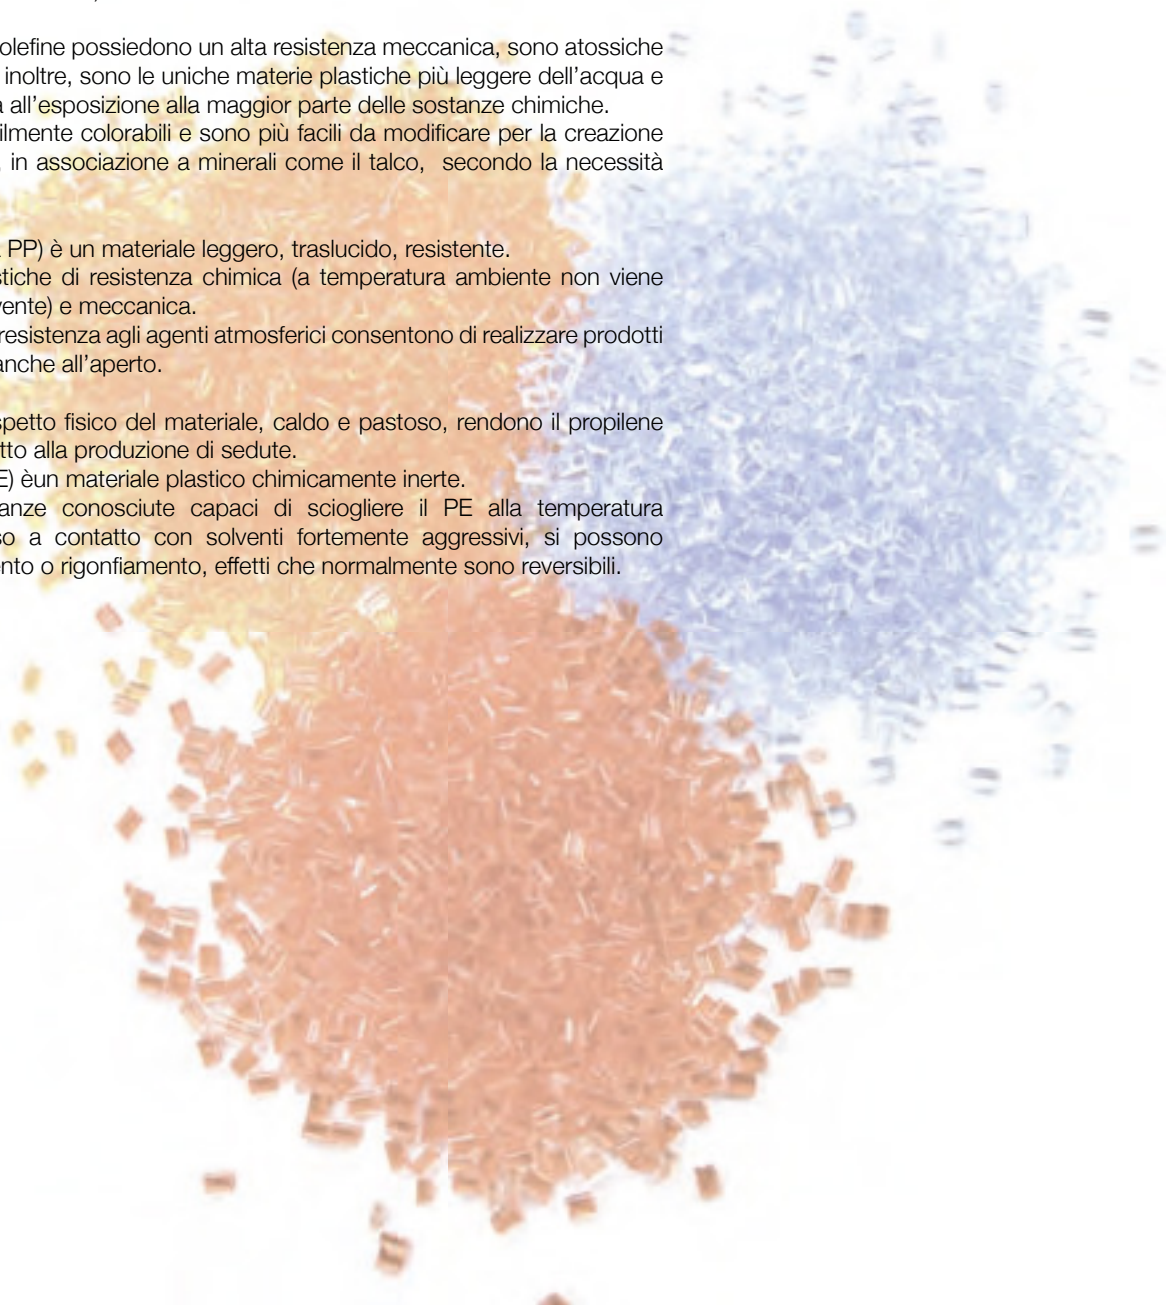 olefine possiedono un alta resistenza meccanica, sono atossiche
inoltre, sono le uniche materie plastiche più leggere dell’acqua e
all’esposizione alla maggior parte delle sostanze chimiche.
ilmente colorabili e sono più facili da modificare per la creazione
, in associazione a minerali come il talco, secondo la necessità
PP) è un materiale leggero, traslucido, resistente.
stiche di resistenza chimica (a temperatura ambiente non viene
vente) e meccanica.
resistenza agli agenti atmosferici consentono di realizzare prodotti
anche all’aperto.
spetto fisico del materiale, caldo e pastoso, rendono il propilene
tto alla produzione di sedute.
E) èun materiale plastico chimicamente inerte.
anze conosciute capaci di sciogliere il PE alla temperatura
so a contatto con solventi fortemente aggressivi, si possono
ento o rigonfiamento, effetti che normalmente sono reversibili.